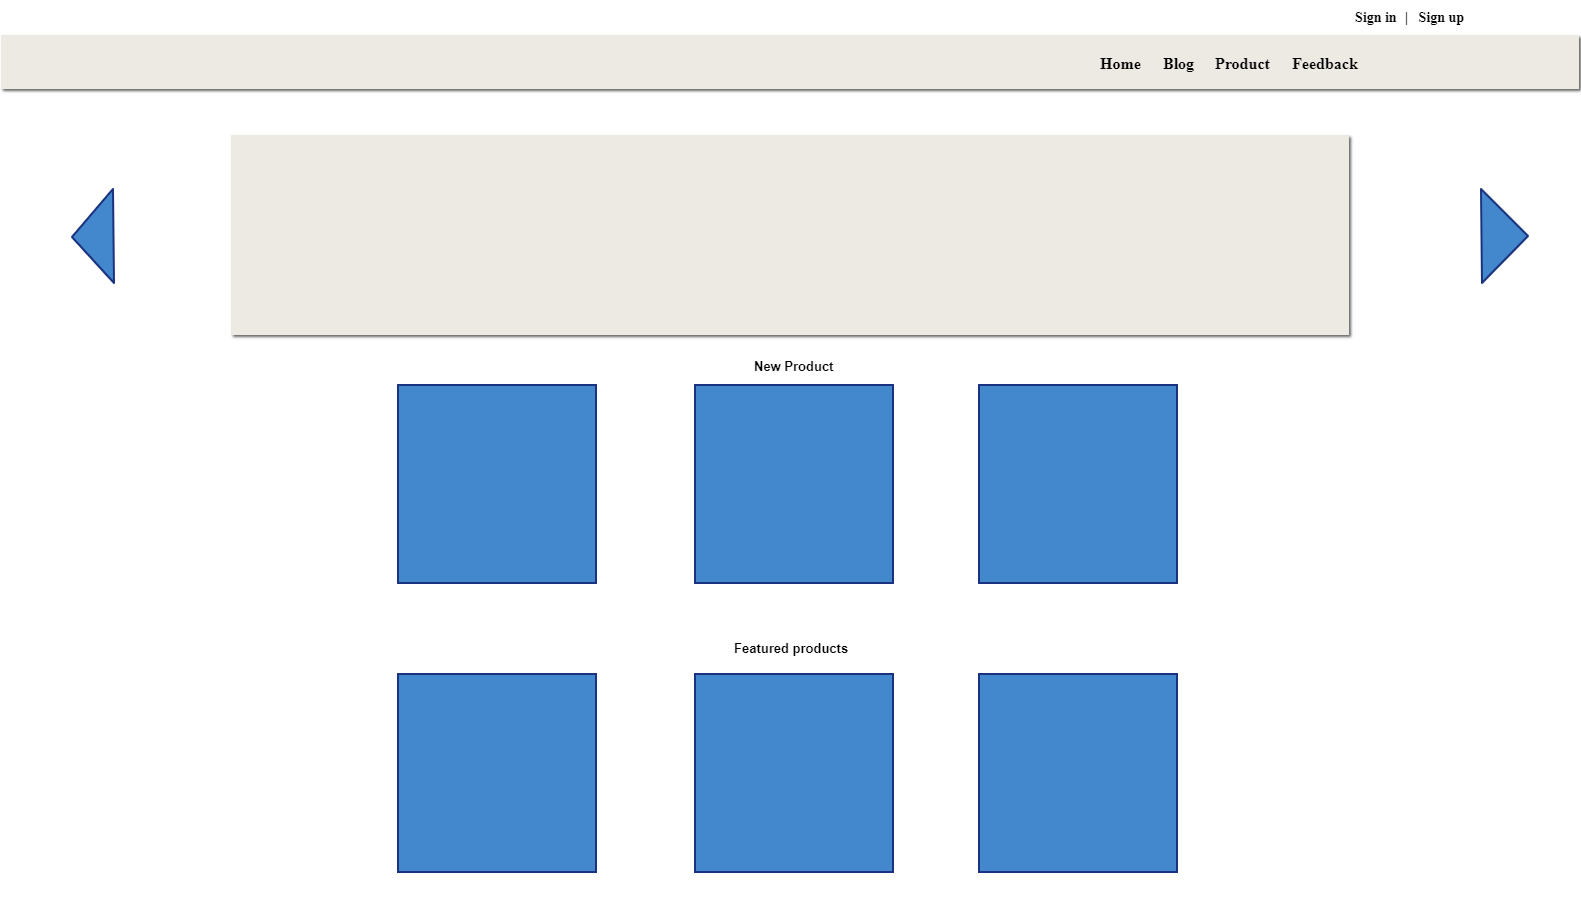 Sign in | Sign up
Home Blog Product Feedback
New Product
Featured products